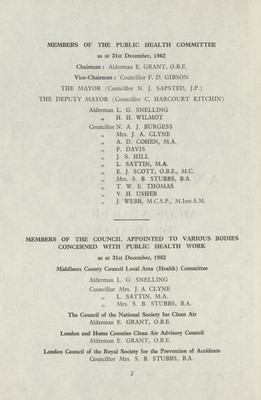 MEMBERS OF THE PUBLIC HEALTH COMMITTEE
as at 31st December, 1962
Chairman : Alderman E. GRANT, O.B.E.
Vice-Chairman : Councillor F. D. GIBSON
THE MAYOR (Councillor N. J. SAPSTED, J.P.)
THE DEPUTY MAYOR (Councillor C. HARCOURT KITCHIN)
Alderman L. G. SNELLING
„ H. H. WILMOT
Councillor N. A. J. BURGESS
„ Mrs. J. A. CLYNE
„ A. D. COHEN, M.A.
„ F. DAVIS
„ J. S. HILL
„ L. SATTIN, M.A.
„ E. J. SCOTT, O.B.E., M.C.
„ Mrs. S. B. STUBBS, B.A.
„ T. W. E. THOMAS
„ V. H. USHER
„ J. WEBB, M.C.S.P., M.Inst.S.M.
MEMBERS OF THE COUNCIL APPOINTED TO VARIOUS BODIES
CONCERNED WITH PUBLIC HEALTH WORK
as at 31st December, 1962
Middlesex County Council Local Area (Health) Committee
Alderman L. G. SNELLING
Councillor Mrs. J. A. CLYNE
„ L. SATTIN, M.A.
„ Mrs. S. B. STUBBS, B.A.
The Council of the National Society for Clean Air
Alderman E. GRANT, O.B.E.
London and Home Counties Clean Air Advisory Council
Alderman E. GRANT, O.B.E.
London Council of the Royal Society for the Prevention of Accidents
Councillor Mrs. S. B. STUBBS, B.A.
2